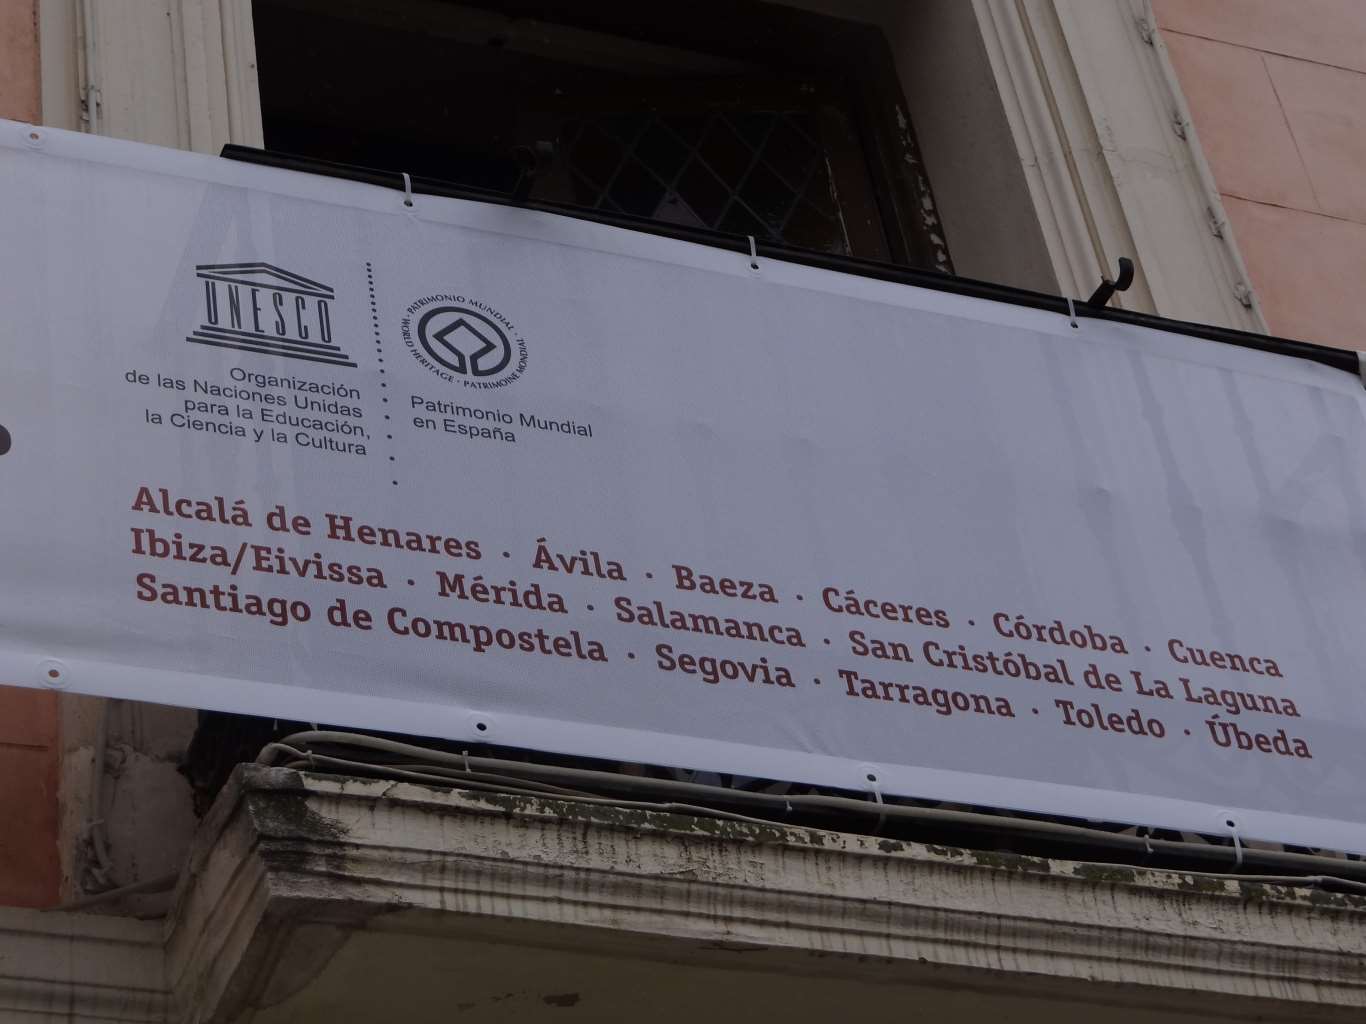 UNESCO
Organización
de las Naciones Unidas
para la Educación,
la Ciencia y la Cultura
· PATRIMONIO MUNDIAL · WORLD HERITAGE · PATRIMOINE MONDIAL
Patrimonio Mundial
en España
Alcalá de Henares · Ávila · Baeza · Cáceres · Córdoba · Cuenca
Ibiza/Eivissa · Mérida · Salamanca · San Cristóbal de La Laguna
Santiago de Compostela · Segovia · Tarragona · Toledo · Úbeda